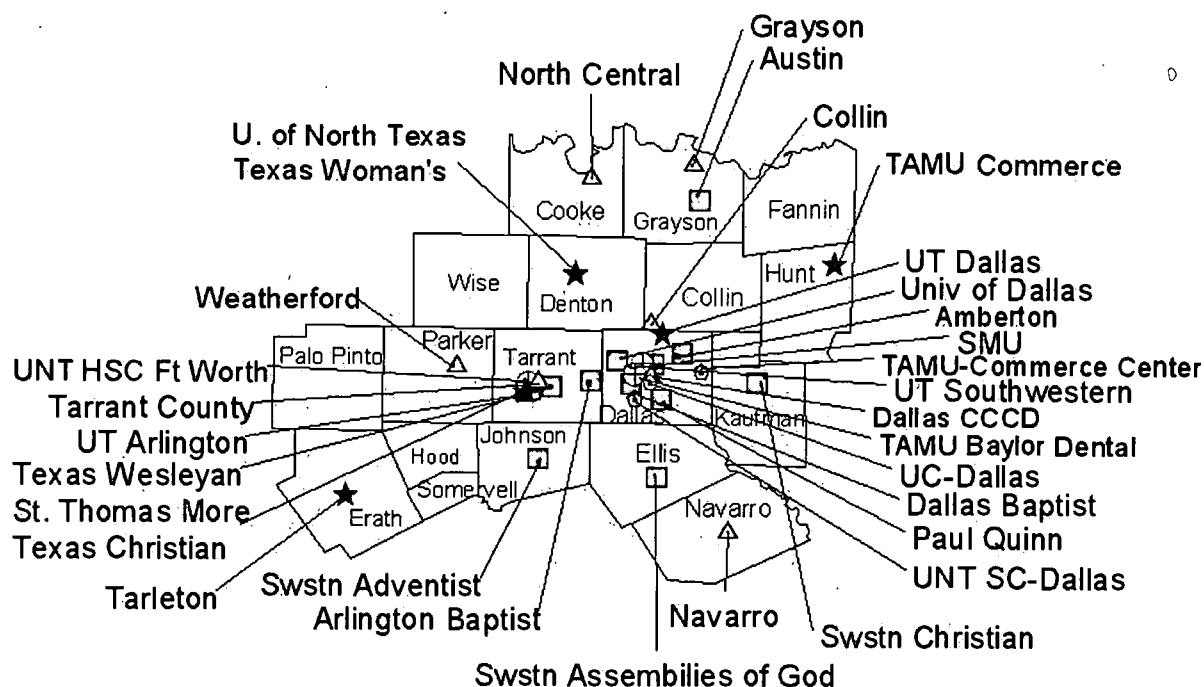 Grayson
Austin
North Central
Collin
U. of North Texas
Texas Woman's
TAMU Commerce
Cooke
Grayson
Fannin
Wise
Denton
Collin
Hunt
UT Dallas
Univ of Dallas
Amberton
SMU
TAMU-Commerce Center
UT Southwestern
Dallas CCCD
TAMU Baylor Dental
UC-Dallas
Dallas Baptist
Paul Quinn
UNT SC-Dallas
Weatherford
Palo Pinto
Parker
Tarrant
Dallas
Kaufman
UNT HSC Ft Worth
Tarrant County
UT Arlington
Texas Wesleyan
St. Thomas More
Texas Christian
Tarleton
Hood
Somervell
Johnson
Ellis
Erath
Navarro
Swstn Adventist
Arlington Baptist
Navarro
Swstn Christian
Swstn Assembilies of God